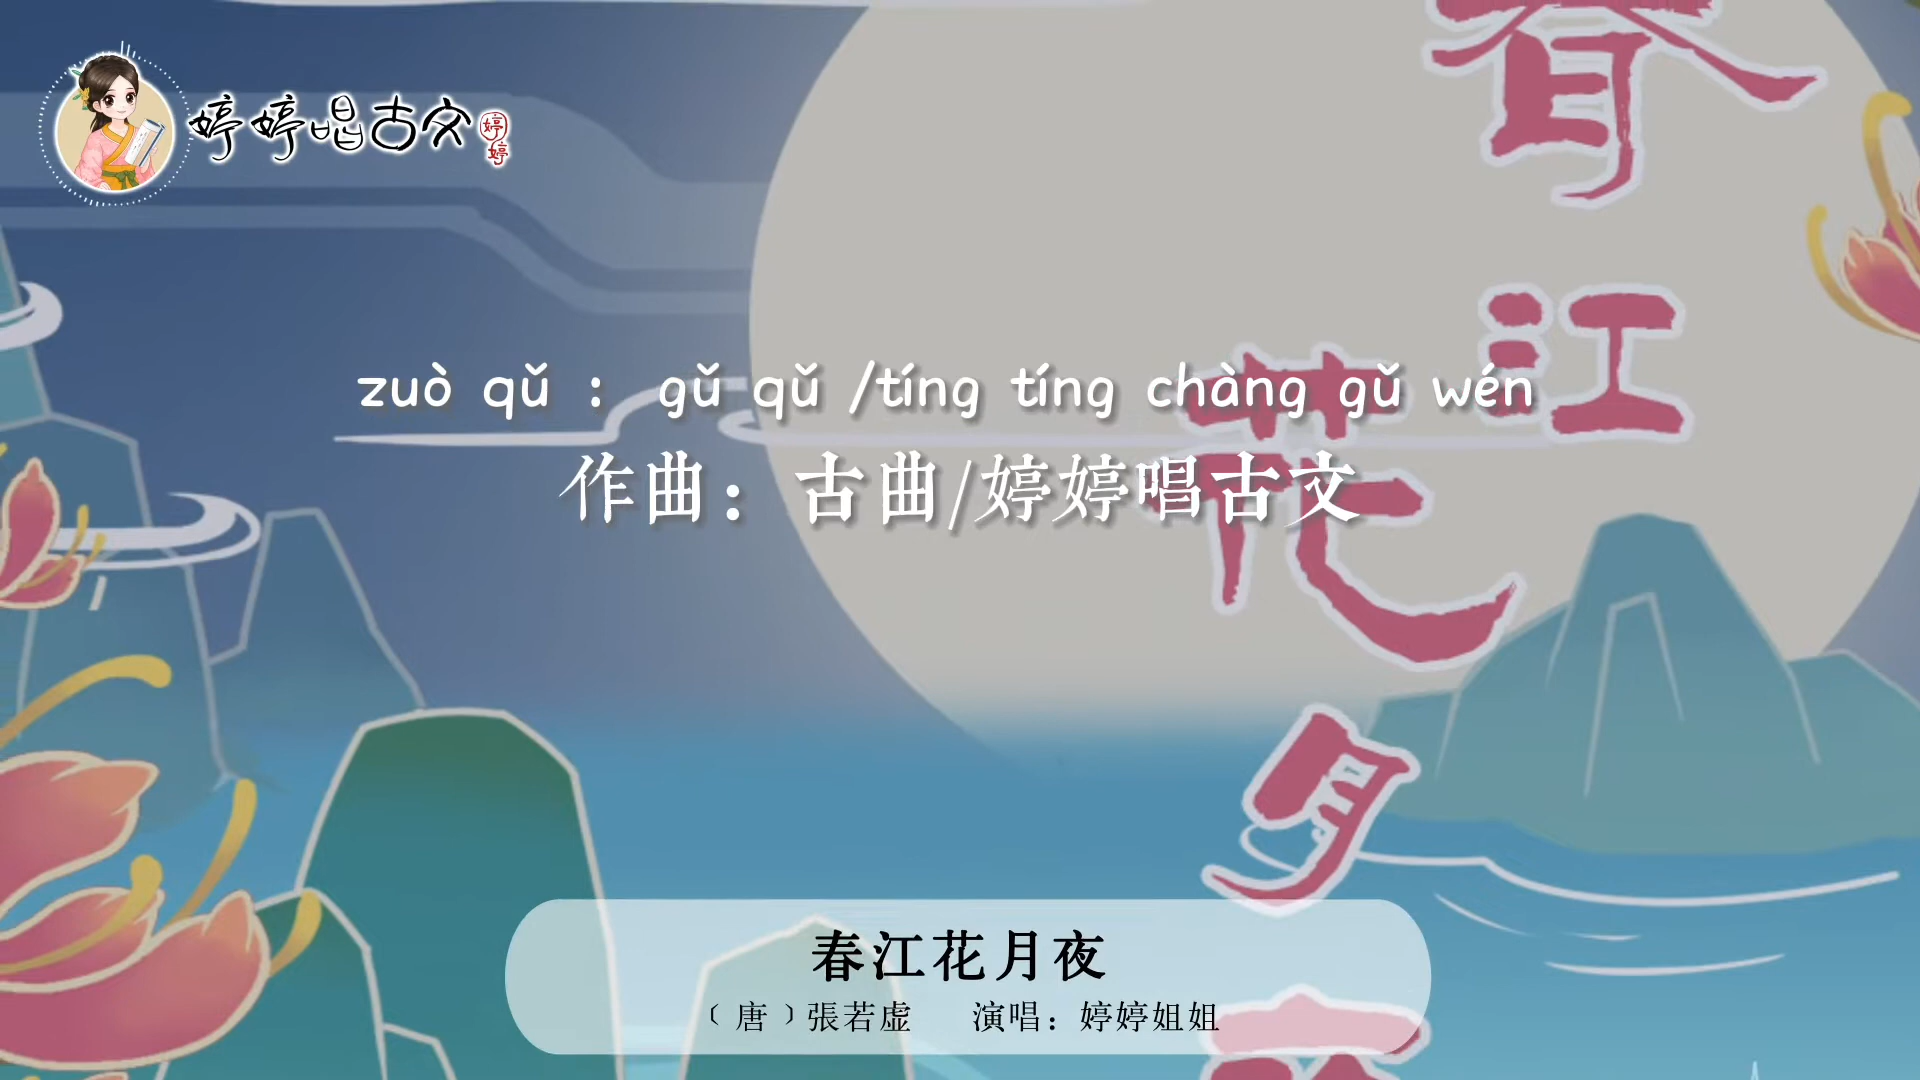 婷婷唱古文
婷婷
春江花月夜
zuò qǔ : gǔ qǔ /tíng tíng chàng gǔ wén
作曲：古曲/婷婷唱古文
春江花月夜
﹝唐﹞張若虚 演唱：婷婷姐姐